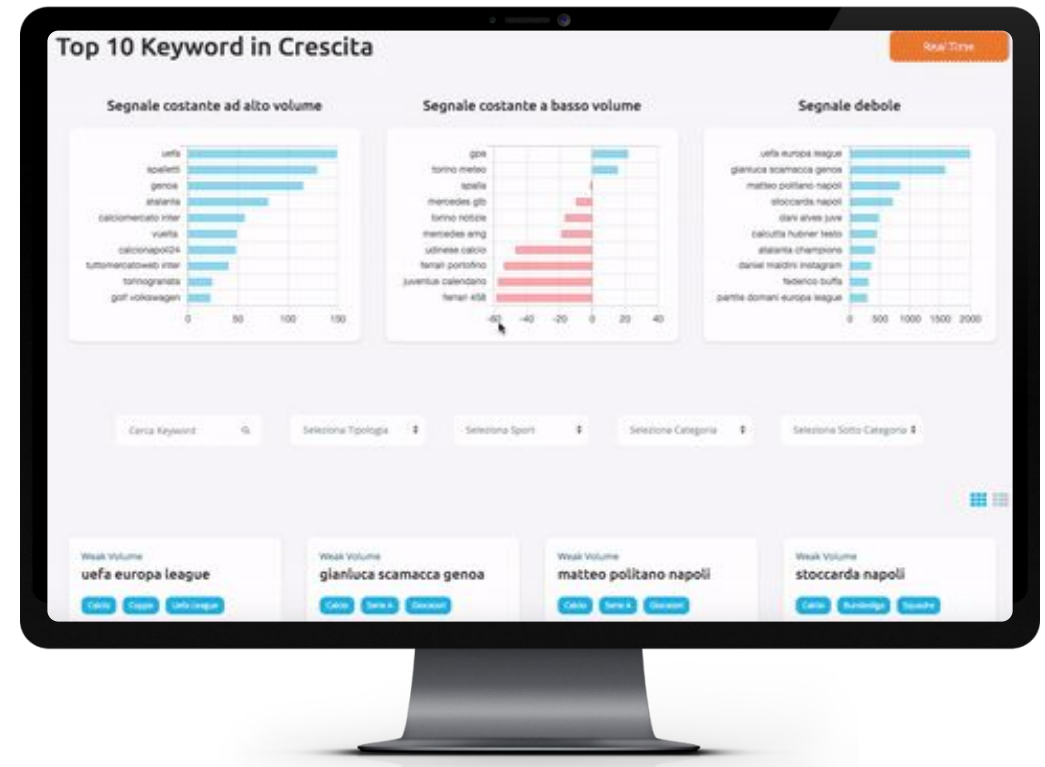 Top 10 Keyword in Crescita
Real Time
Segnale costante ad alto volume
uefa
spalletti
genoa
atalanta
calciomercato inter
vuelta
calcionapoli24
tuttomercatoweb inter
torinogranata
golf volkswagen
0 50 100 150
Segnale costante a basso volume
gpa
torino meteo
spalla
mercedes glb
torino notizie
mercedes amg
udinese calcio
ferrari portofino
juventus calendario
ferrari 458
-60 -40 -20 0 20 40
Segnale debole
uefa europa league
gianluca scamacca genoa
matteo politano napoli
stoccarda napoli
dani alves juve
calcutta hubner testo
atalanta champions
daniel maldini instagram
federico buffa
partite domani europa league
0 500 1000 1500 2000
Cerca Keyword
Seleziona Tipologia
Seleziona Sport
Seleziona Categoria
Seleziona Sotto Categoria
Weak Volume
uefa europa league
Calcio Coppe Uefa League
Weak Volume
gianluca scamacca genoa
Calcio Serie A Giocatori
Weak Volume
matteo politano napoli
Calcio Serie A Giocatori
Weak Volume
stoccarda napoli
Calcio Bundesliga Squadre